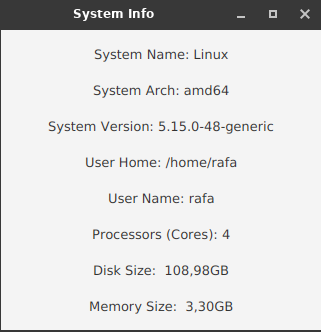 System Info
System Name: Linux
System Arch: amd64
System Version: 5.15.0-48-generic
User Home: /home/rafa
User Name: rafa
Processors (Cores): 4
Disk Size:  108,98GB
Memory Size:  3,30GB